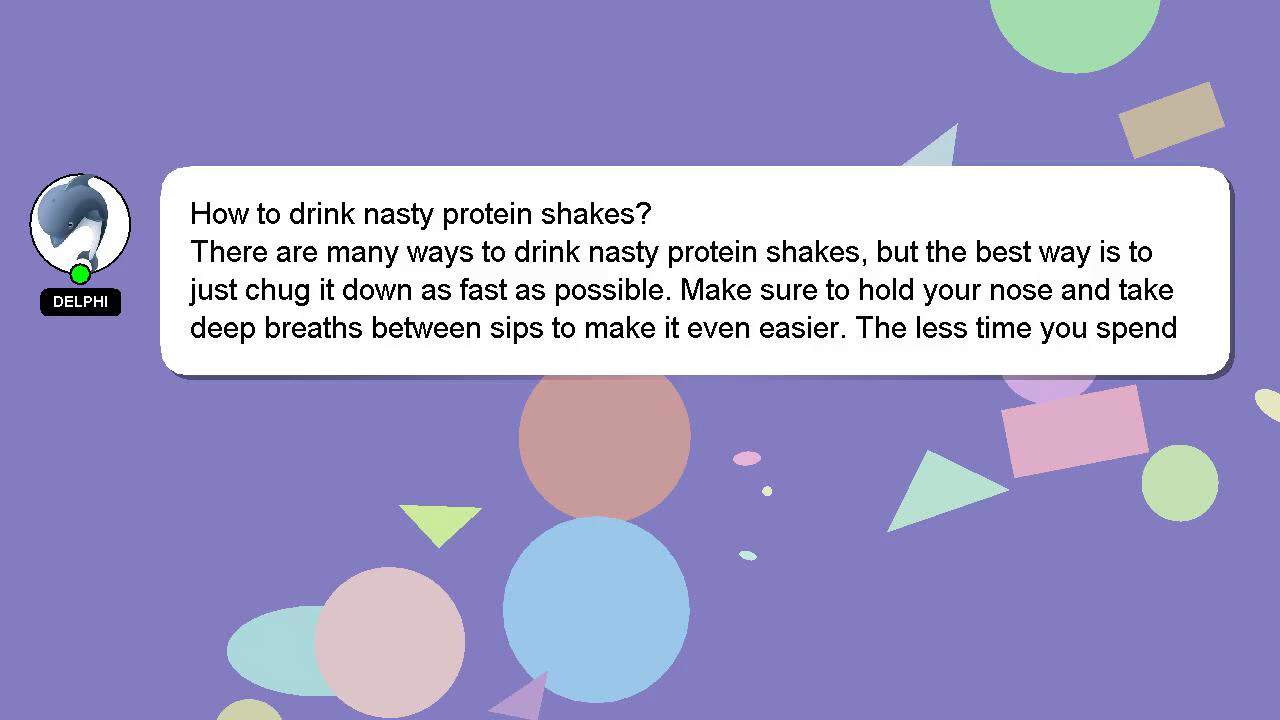 DELPHI
How to drink nasty protein shakes?
There are many ways to drink nasty protein shakes, but the best way is to
just chug it down as fast as possible. Make sure to hold your nose and take
deep breaths between sips to make it even easier. The less time you spend